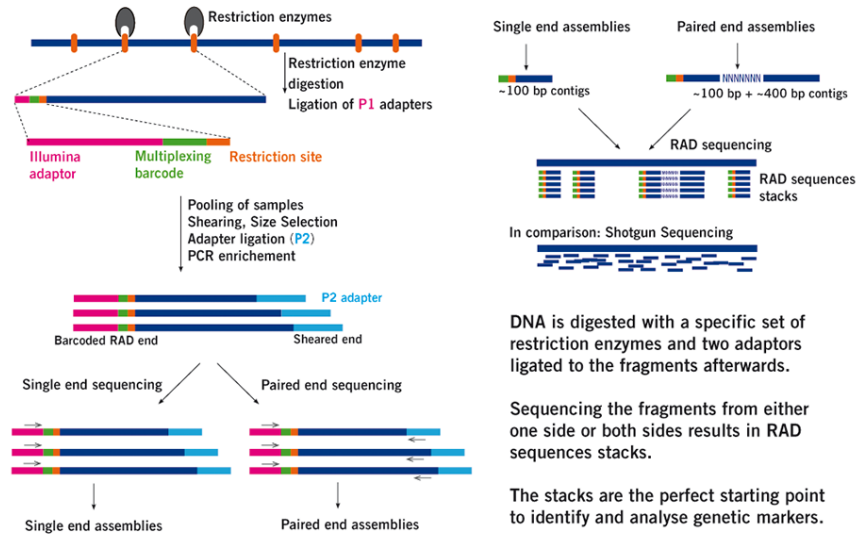 Restriction enzymes
Restriction enzyme
digestion
Ligation of P1 adapters
Illumina
adaptor
Multiplexing
barcode
Restriction site
Pooling of samples
Shearing, Size Selection
Adapter ligation (P2)
PCR enrichement
P2 adapter
Barcoded RAD end
Sheared end
Single end sequencing
Paired end sequencing
Single end assemblies
Paired end assemblies
Single end assemblies
Paired end assemblies
NNNNNNN
~100 bp contigs
~100 bp + ~400 bp contigs
RAD sequencing
RAD sequences
stacks
In comparison: Shotgun Sequencing
DNA is digested with a specific set of
restriction enzymes and two adaptors
ligated to the fragments afterwards.
Sequencing the fragments from either
one side or both sides results in RAD
sequences stacks.
The stacks are the perfect starting point
to identify and analyse genetic markers.